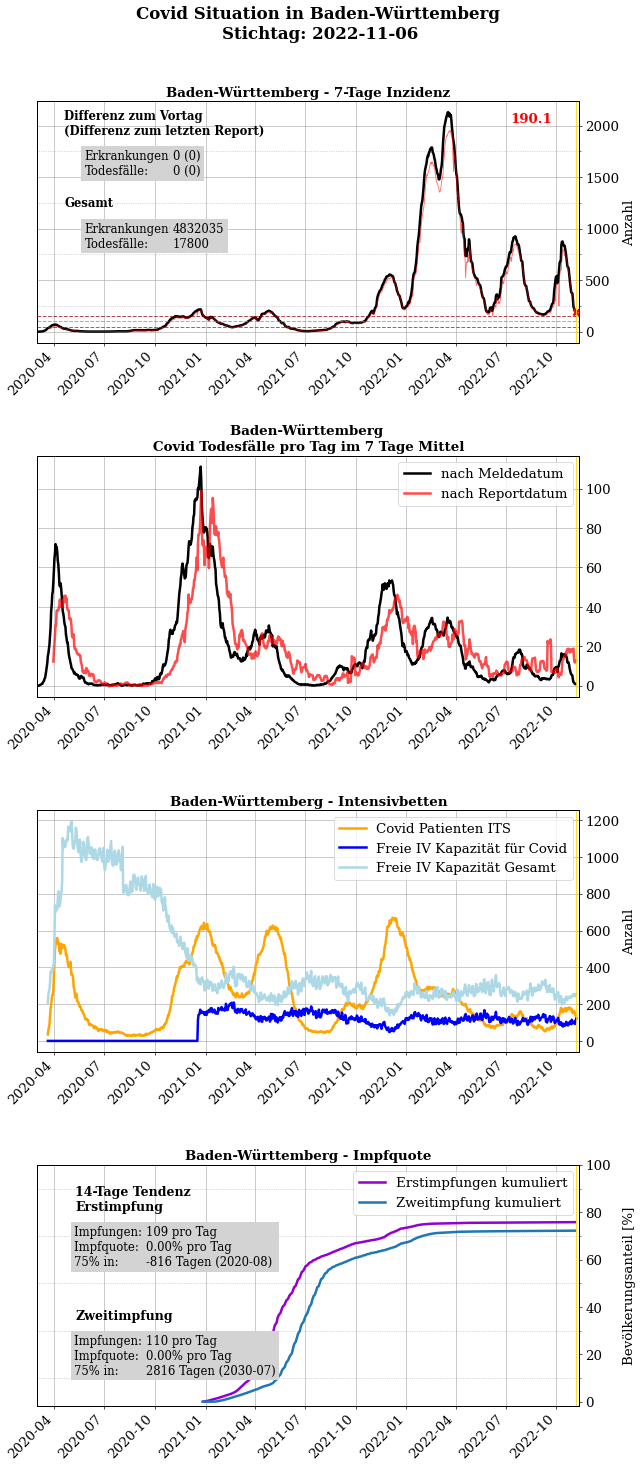 Covid Situation in Baden-Württemberg
Stichtag: 2022-11-06
Baden-Württemberg - 7-Tage Inzidenz
Differenz zum Vortag
(Differenz zum letzten Report)
Erkrankungen 0 (0)
Todesfälle: 0 (0)
Gesamt
Erkrankungen 4832035
Todesfälle: 17800
190.1
2000
1500
1000
500
0
Anzahl
2020-04
2020-07
2020-10
2021-01
2021-04
2021-07
2021-10
2022-01
2022-04
2022-07
2022-10
Baden-Württemberg
Covid Todesfälle pro Tag im 7 Tage Mittel
nach Meldedatum
nach Reportdatum
100
80
60
40
20
0
2020-04
2020-07
2020-10
2021-01
2021-04
2021-07
2021-10
2022-01
2022-04
2022-07
2022-10
Baden-Württemberg - Intensivbetten
Covid Patienten ITS
Freie IV Kapazität für Covid
Freie IV Kapazität Gesamt
1200
1000
800
600
400
200
0
Anzahl
2020-04
2020-07
2020-10
2021-01
2021-04
2021-07
2021-10
2022-01
2022-04
2022-07
2022-10
Baden-Württemberg - Impfquote
14-Tage Tendenz
Erstimpfung
Impfungen: 109 pro Tag
Impfquote: 0.00% pro Tag
75% in: -816 Tagen (2020-08)
Zweitimpfung
Impfungen: 110 pro Tag
Impfquote: 0.00% pro Tag
75% in: 2816 Tagen (2030-07)
Erstimpfungen kumuliert
Zweitimpfung kumuliert
100
80
60
40
20
0
Bevölkerungsanteil [%]
2020-04
2020-07
2020-10
2021-01
2021-04
2021-07
2021-10
2022-01
2022-04
2022-07
2022-10